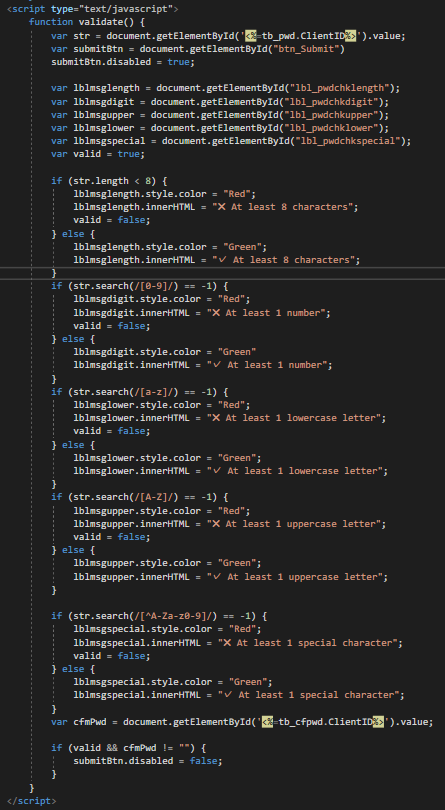 <script type="text/javascript">
function validate() {
var str = document.getElementById('<%=tb_pwd.ClientID%>').value;
var submitBtn = document.getElementById("btn_Submit")
submitBtn.disabled = true;
var lblmsglength = document.getElementById("lbl_pwdchklength");
var lblmsgdigit = document.getElementById("lbl_pwdchkdigit");
var lblmsgupper = document.getElementById("lbl_pwdchkupper");
var lblmsglower = document.getElementById("lbl_pwdchklower");
var lblmsgspecial = document.getElementById("lbl_pwdchkspecial");
var valid = true;
if (str.length < 8) {
lblmsglength.style.color = "Red";
lblmsglength.innerHTML = "❌ At least 8 characters";
valid = false;
} else {
lblmsglength.style.color = "Green";
lblmsglength.innerHTML = "✓ At least 8 characters";
}
if (str.search(/[0-9]/) == -1) {
lblmsgdigit.style.color = "Red";
lblmsgdigit.innerHTML = "❌ At least 1 number";
valid = false;
} else {
lblmsgdigit.style.color = "Green"
lblmsgdigit.innerHTML = "✓ At least 1 number";
}
if (str.search(/[a-z]/) == -1) {
lblmsglower.style.color = "Red";
lblmsglower.innerHTML = "❌ At least 1 lowercase letter";
valid = false;
} else {
lblmsglower.style.color = "Green";
lblmsglower.innerHTML = "✓ At least 1 lowercase letter";
}
if (str.search(/[A-Z]/) == -1) {
lblmsgupper.style.color = "Red";
lblmsgupper.innerHTML = "❌ At least 1 uppercase letter";
valid = false;
} else {
lblmsgupper.style.color = "Green";
lblmsgupper.innerHTML = "✓ At least 1 uppercase letter";
}
if (str.search(/[^A-Za-z0-9]/) == -1) {
lblmsgspecial.style.color = "Red";
lblmsgspecial.innerHTML = "❌ At least 1 special character";
valid = false;
} else {
lblmsgspecial.style.color = "Green";
lblmsgspecial.innerHTML = "✓ At least 1 special character";
}
var cfmPwd = document.getElementById('<%=tb_cfpwd.ClientID%>').value;
if (valid && cfmPwd != "") {
submitBtn.disabled = false;
}
}
</script>